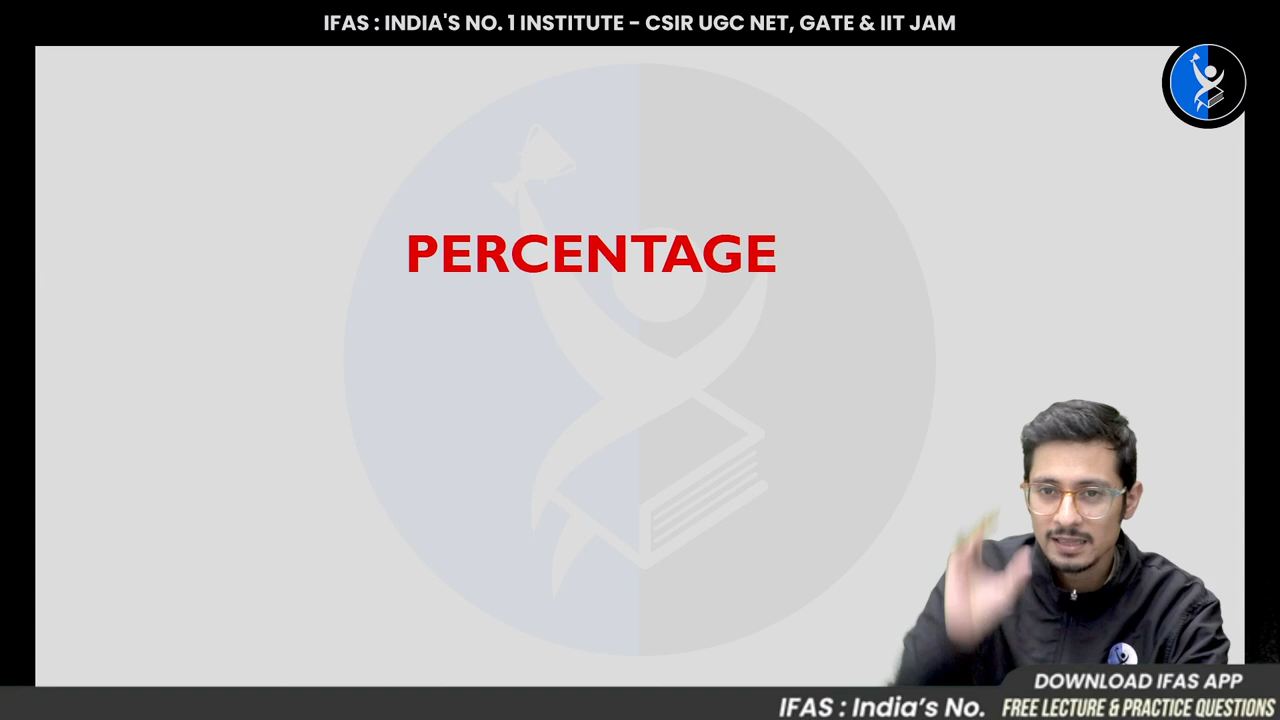 IFAS : INDIA'S NO. 1 INSTITUTE - CSIR UGC NET, GATE & IIT JAM
PERCENTAGE
DOWNLOAD IFAS APP
IFAS : India's No.
FREE LECTURE & PRACTICE QUESTIONS